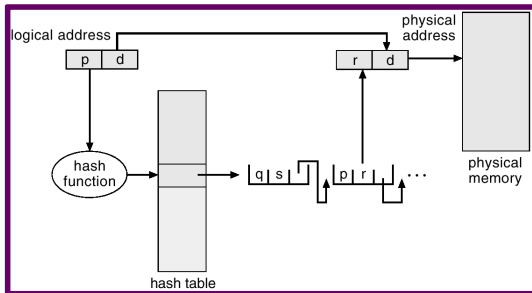 logical address
physical
address
p d
r d
hash
function
q s
p r
...
physical
memory
hash table